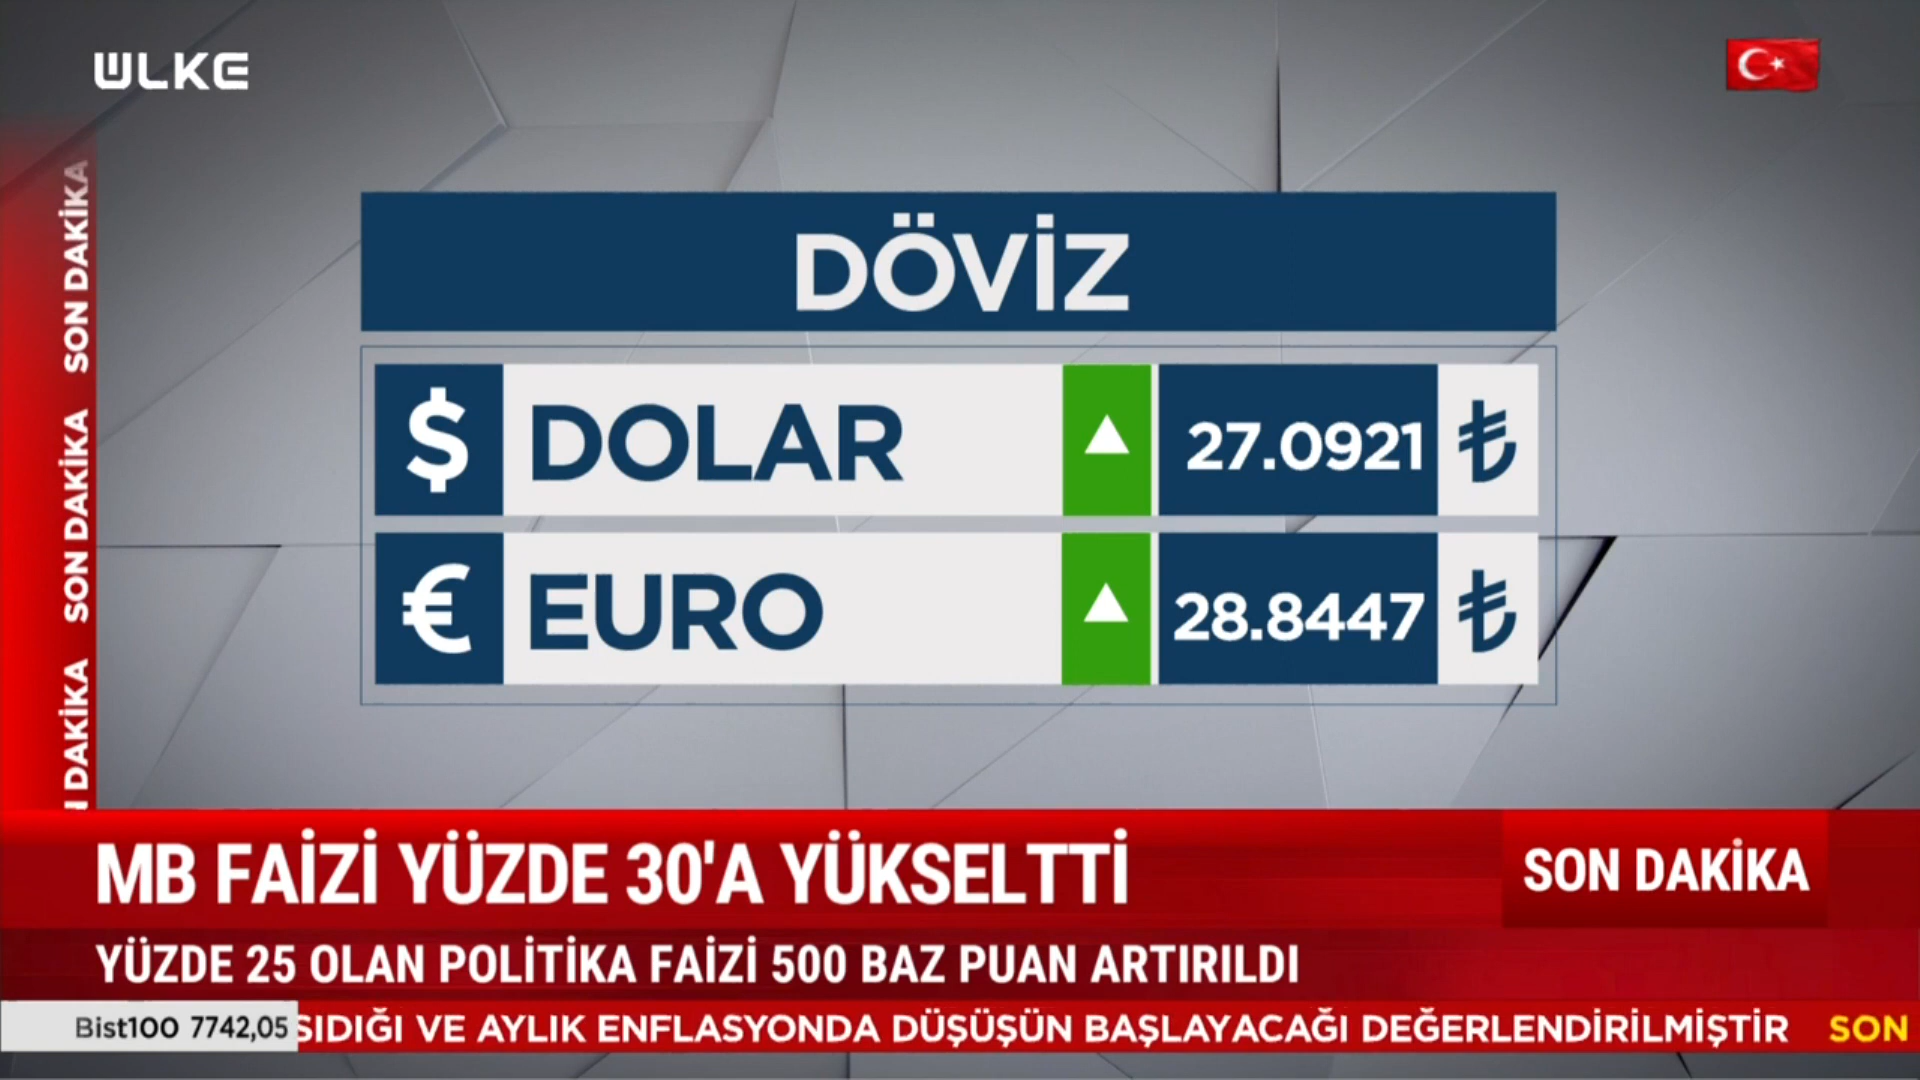 ÜLKE
SON DAKİKA
SON DAKİKA
DAKİKA
DÖVİZ
$ DOLAR 27.0921 ₺
€ EURO 28.8447 ₺
MB FAİZİ YÜZDE 30'A YÜKSELTTİ
SON DAKİKA
YÜZDE 25 OLAN POLİTİKA FAİZİ 500 BAZ PUAN ARTIRILDI
Bist100 7742,05 SIDIĞI VE AYLIK ENFLASYONDA DÜŞÜŞÜN BAŞLAYACAĞI DEĞERLENDİRİLMİŞTİR SON